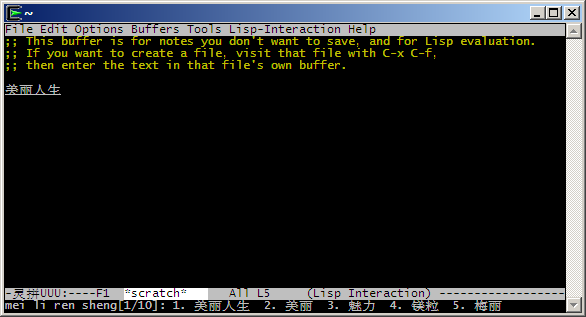 ~
File Edit Options Buffers Tools Lisp-Interaction Help
;; This buffer is for notes you don't want to save, and for Lisp evaluation.
;; If you want to create a file, visit that file with C-x C-f,
;; then enter the text in that file's own buffer.
美丽人生
-灵拼UUU:----F1  *scratch*   All L5     (Lisp Interaction) ------------------
mei li ren sheng[1/10]: 1. 美丽人生  2. 美丽  3. 魅力  4. 镁粒  5. 梅丽